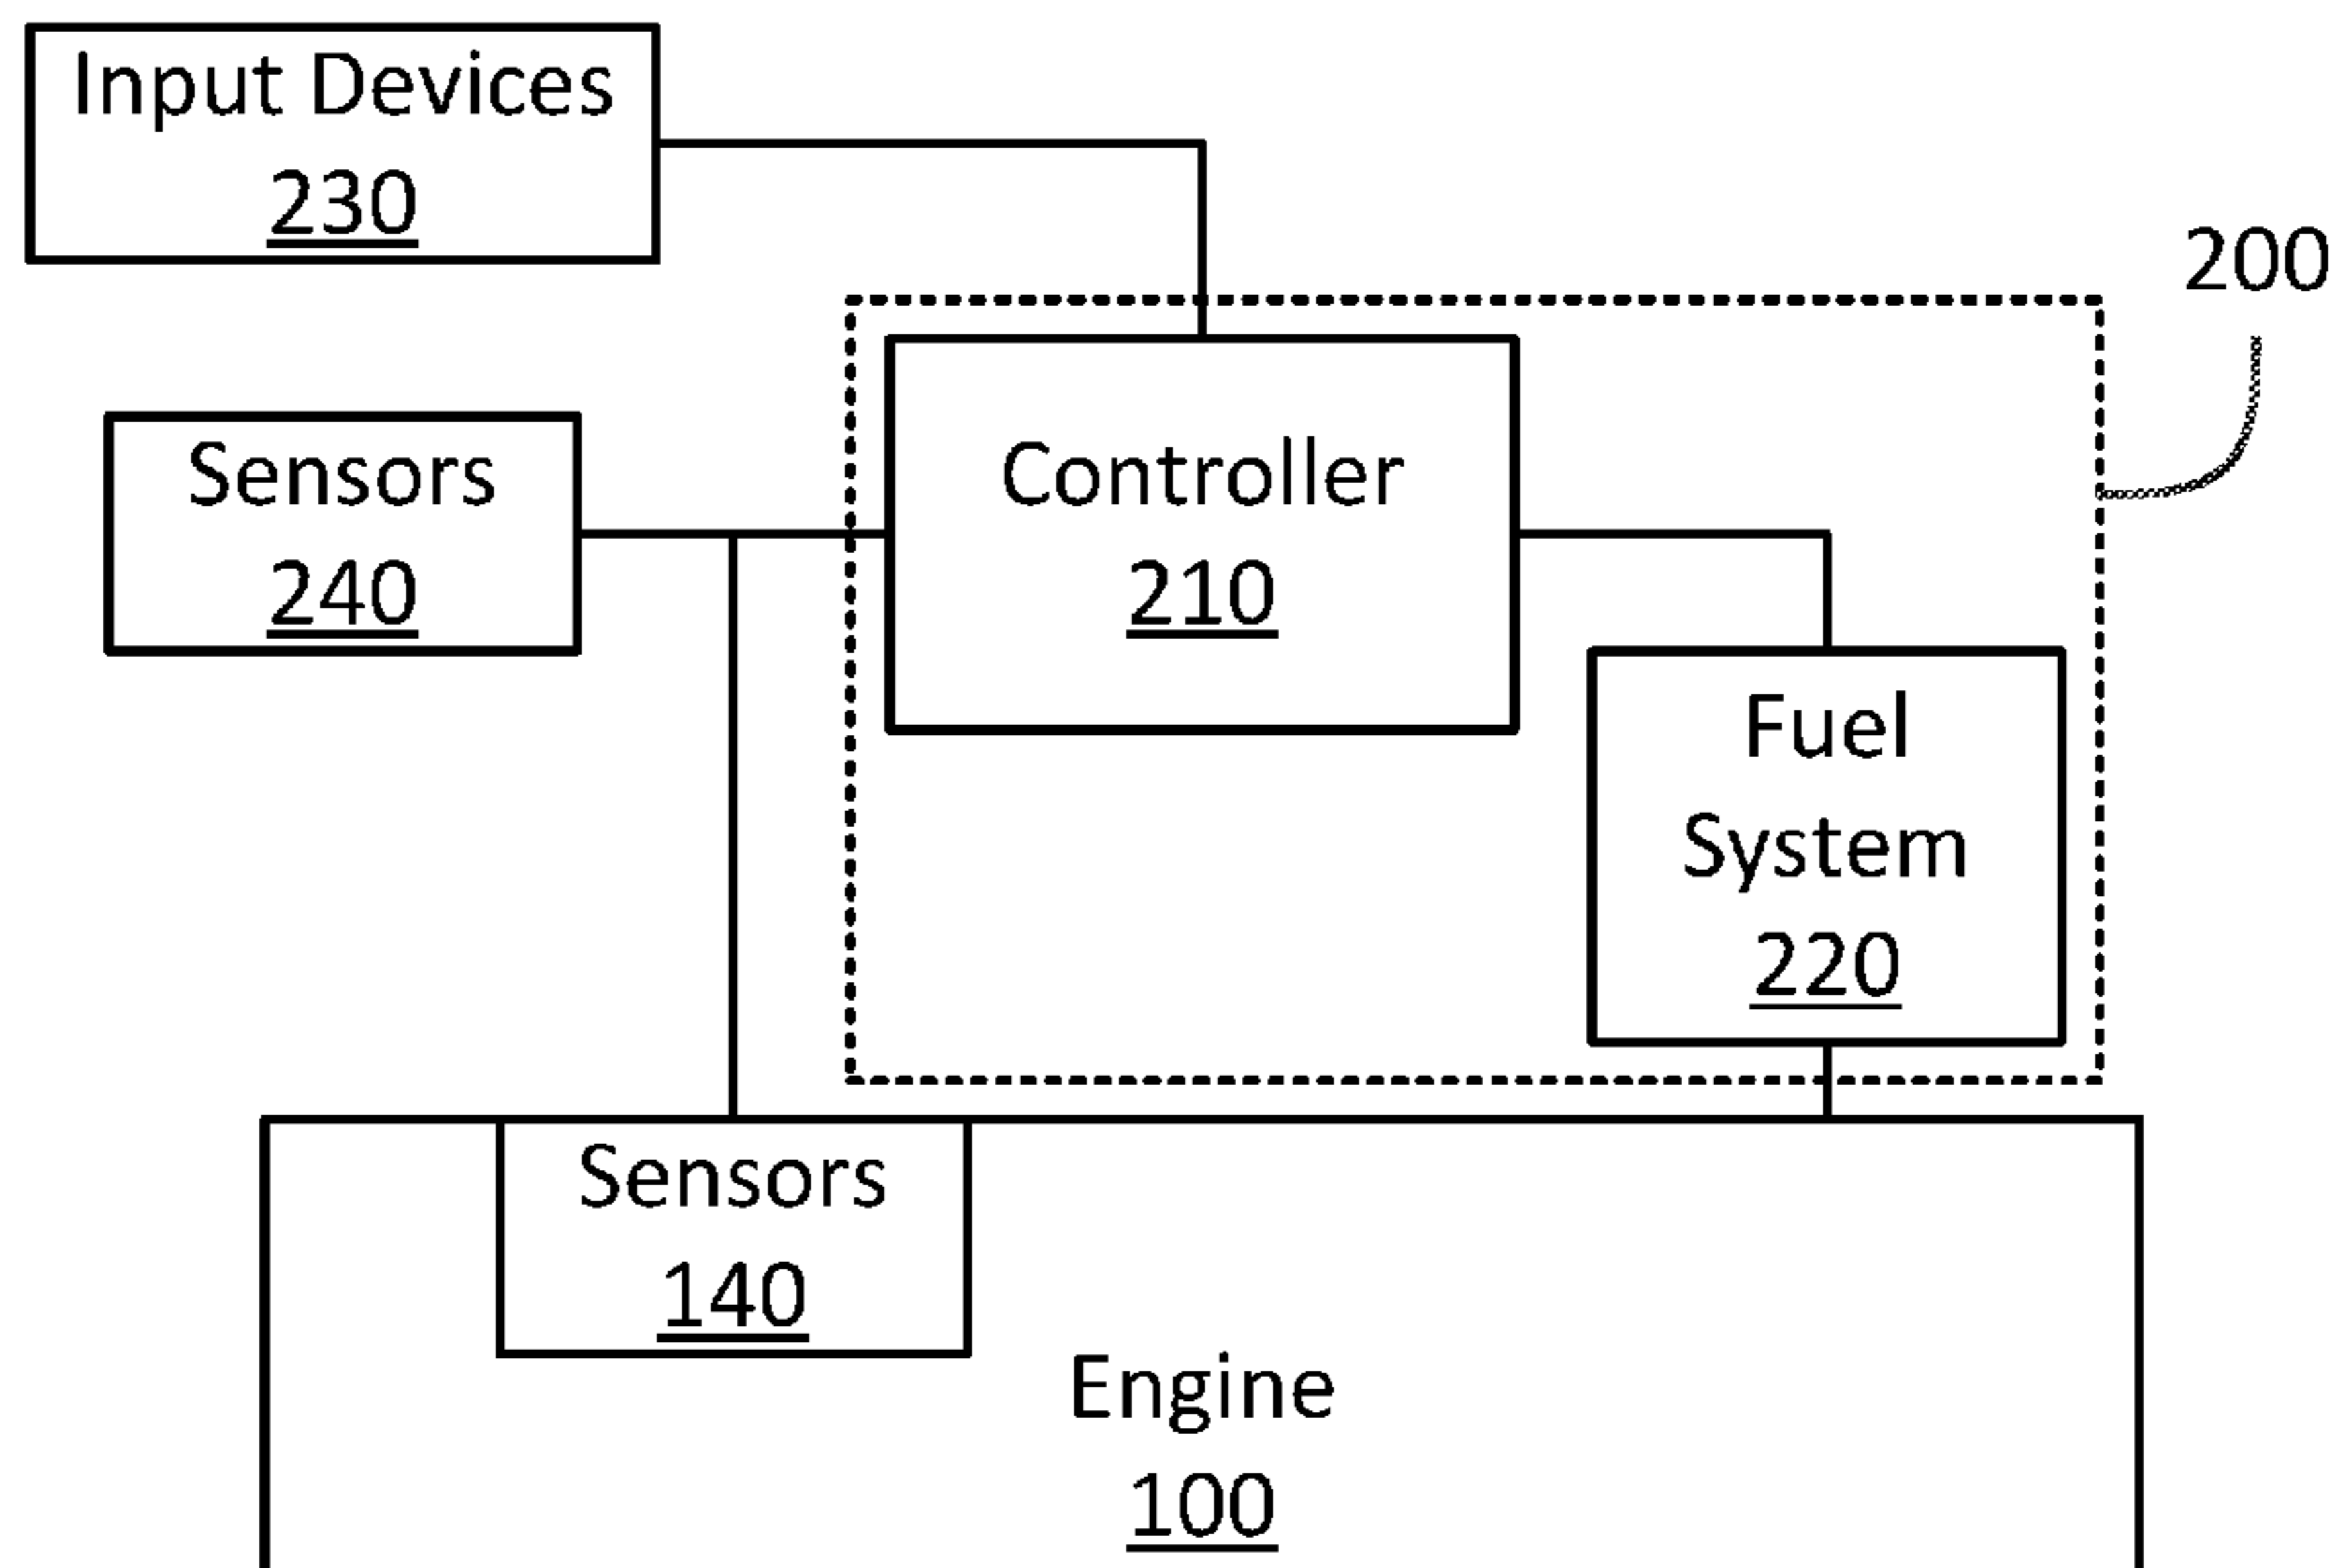 Input Devices
230
200
Sensors
240
Controller
210
Fuel
System
220
Sensors
140
Engine
100